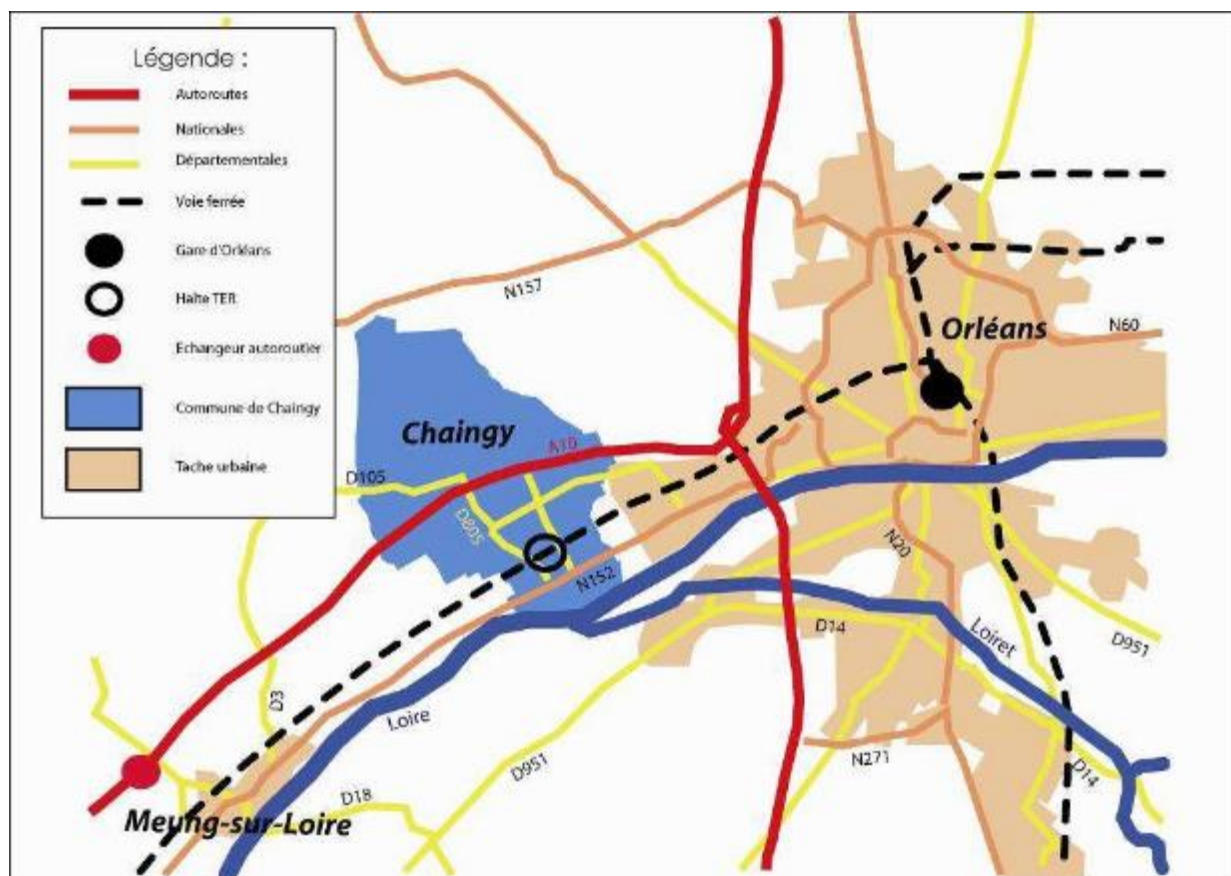 Légende :
Autoroutes
Nationales
Départementales
Voie ferrée
Gare d'Orléans
Halte TER
Echangeur autoroutier
Commune de Chaingy
Tache urbaine
N157
Orléans
N60
Chaingy
A10
D105
D805
N152
N20
D14
Loiret
D951
D3
Loire
D951
N271
D14
D18
Meung-sur-Loire